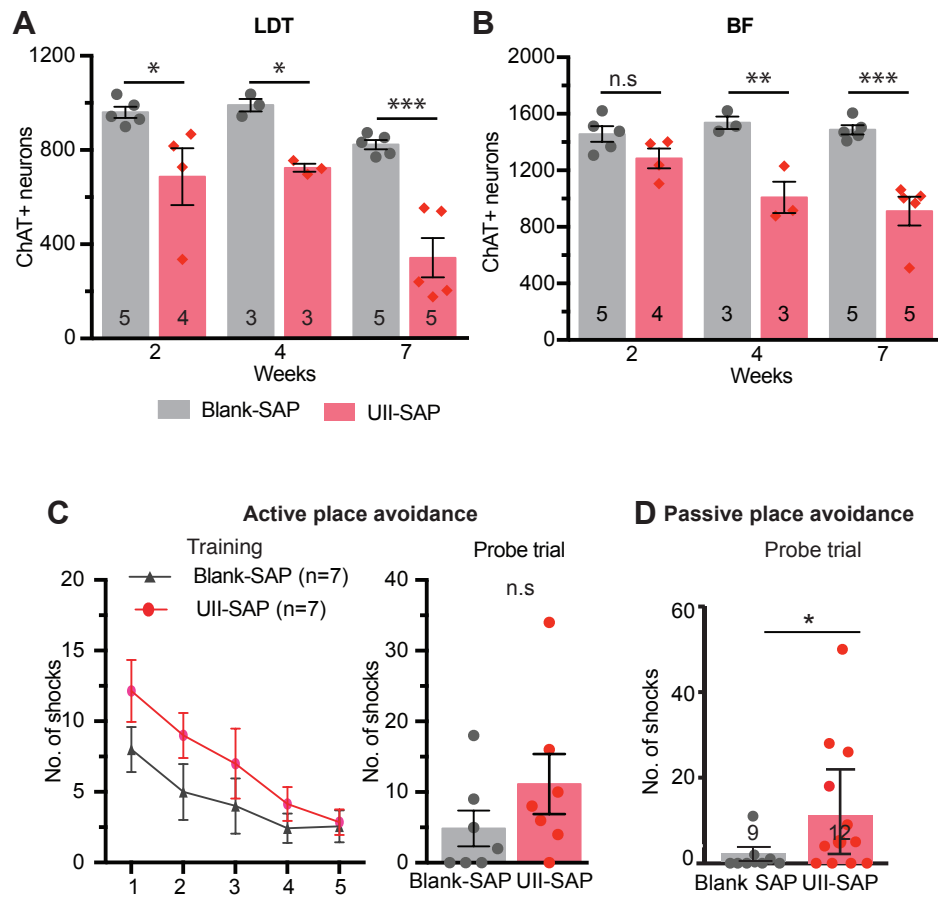 A
LDT
ChAT+ neurons
1200
800
400
0
*
*
***
5
4
3
3
5
5
2
4
7
Weeks
B
BF
ChAT+ neurons
2000
1600
1200
800
400
0
n.s
**
***
5
4
3
3
5
5
2
4
7
Weeks
Blank-SAP
UII-SAP
C
Active place avoidance
Training
Blank-SAP (n=7)
UII-SAP (n=7)
No. of shocks
20
15
10
5
0
1
2
3
4
5
Probe trial
n.s
No. of shocks
40
30
20
10
0
Blank-SAP
UII-SAP
D
Passive place avoidance
Probe trial
*
No. of shocks
60
40
20
0
9
12
Blank SAP
UII-SAP